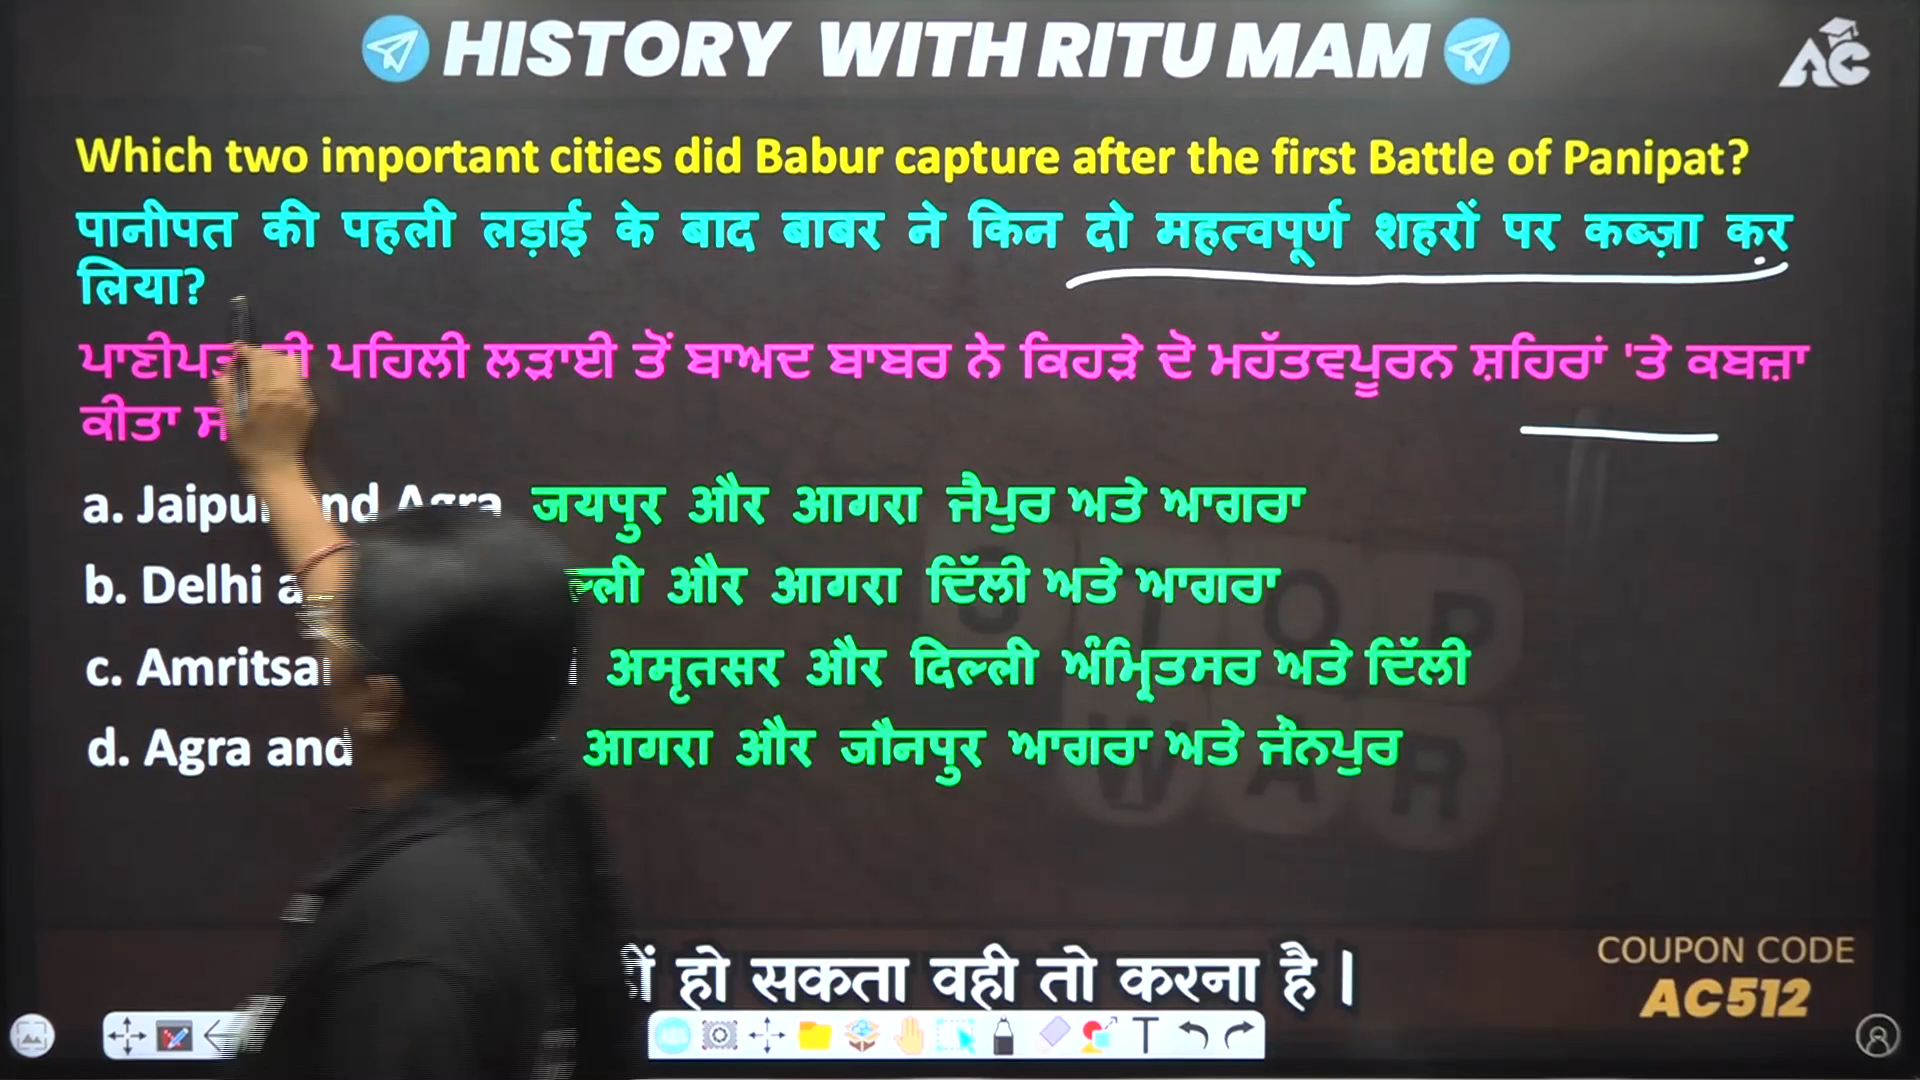 HISTORY WITH RITU MAM
AC
Which two important cities did Babur capture after the first Battle of Panipat?
पानीपत की पहली लड़ाई के बाद बाबर ने किन दो महत्वपूर्ण शहरों पर कब्ज़ा कर
लिया?
ਪਹਿਲੀ ਲੜਾਈ ਤੋਂ ਬਾਅਦ ਬਾਬਰ ਨੇ ਕਿਹੜੇ ਦੋ ਮਹੱਤਵਪੂਰਨ ਸ਼ਹਿਰਾਂ 'ਤੇ ਕਬਜ਼ਾ
ਕੀਤਾ
a. जयपुर और आगरा ਜੈਪੁਰ ਅਤੇ ਆਗਰਾ
b. Delhi और आगरा ਦਿੱਲੀ ਅਤੇ ਆਗਰਾ
c. अमृतसर और दिल्ली ਅੰਮ੍ਰਿਤਸਰ ਅਤੇ ਦਿੱਲੀ
d. Agra and आगरा और जौनपुर ਆਗਰਾ ਅਤੇ ਜੌਨਪੁਰ
हो सकता वही तो करना है।
COUPON CODE
AC512